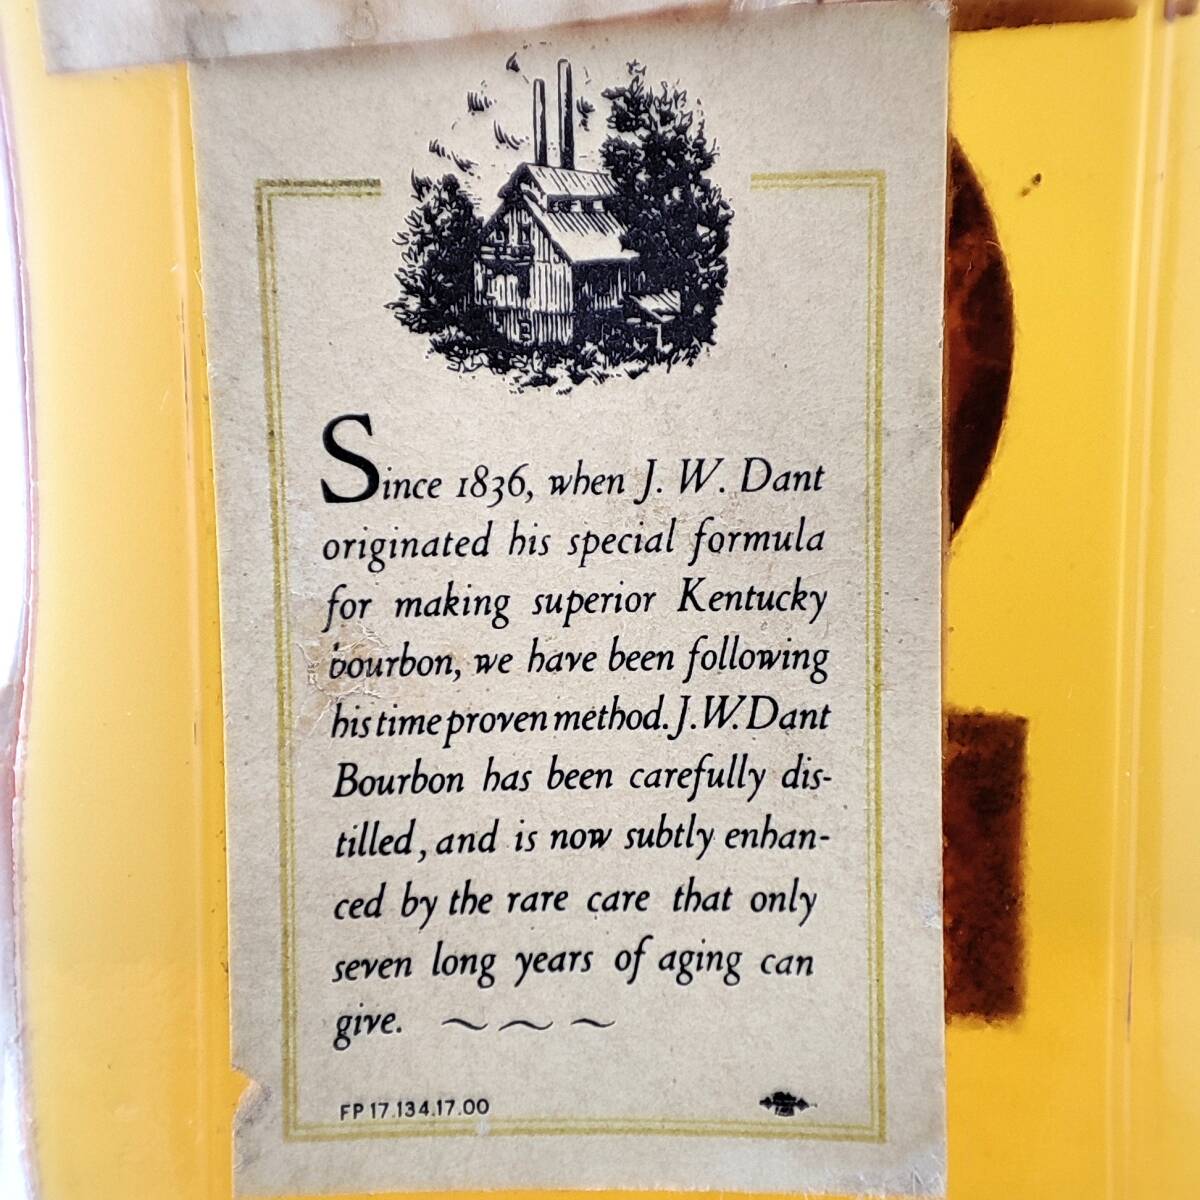 Since 1836, when J. W. Dant
originated his special formula
for making superior Kentucky
bourbon, we have been following
his time proven method. J. W. Dant
Bourbon has been carefully dis-
tilled, and is now subtly enhan-
ced by the rare care that only
seven long years of aging can
give. ~ ~ ~
FP 17.134.17.00